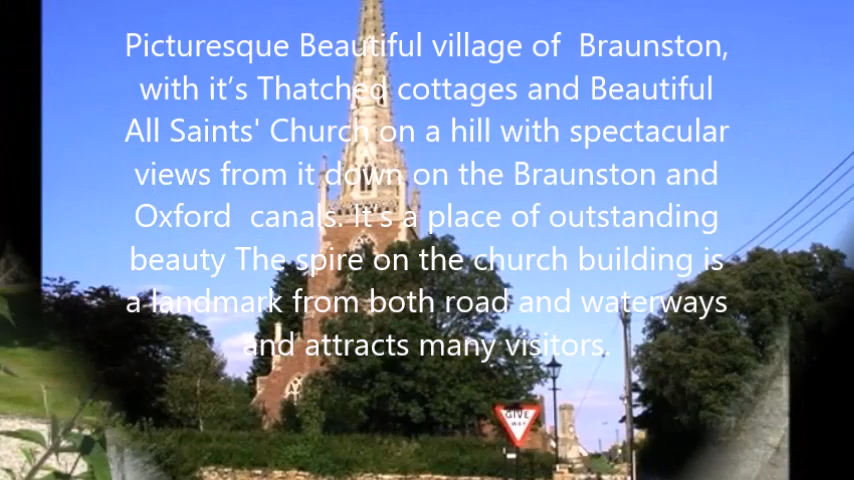 Picturesque Beautiful village of  Braunston,
with it’s Thatched cottages and Beautiful
All Saints' Church on a hill with spectacular
views from it down on the Braunston and
Oxford  canals. It’s a place of outstanding
beauty The spire on the church building is
a landmark from both road and waterways
and attracts many visitors.
GIVE
WAY